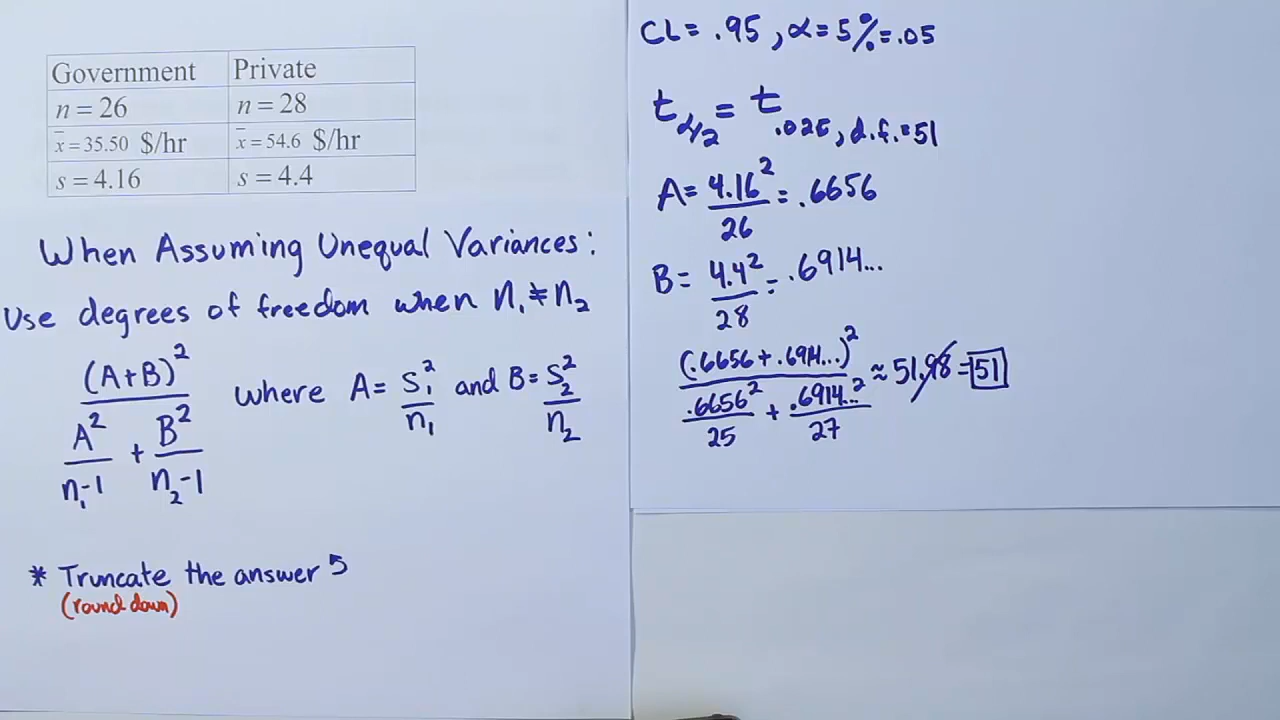 Government Private
n = 26 n = 28
x̄ = 35.50 $/hr x̄ = 54.6 $/hr
s = 4.16 s = 4.4
When Assuming Unequal Variances:
Use degrees of freedom when n₁ ≠ n₂
(A+B)²
A²/(n₁-1) + B²/(n₂-1)
where A = s₁²/n₁ and B = s₂²/n₂
* Truncate the answer
(round down)
CL = .95, α = 5% = .05
t α/2 = t .025, d.f. = 51
A = 4.16²/26 = .6656
B = 4.4²/28 = .6914...
(.6656 + .6914...)²
.6656²/25 + .6914...²/27
≈ 51.98 = 51